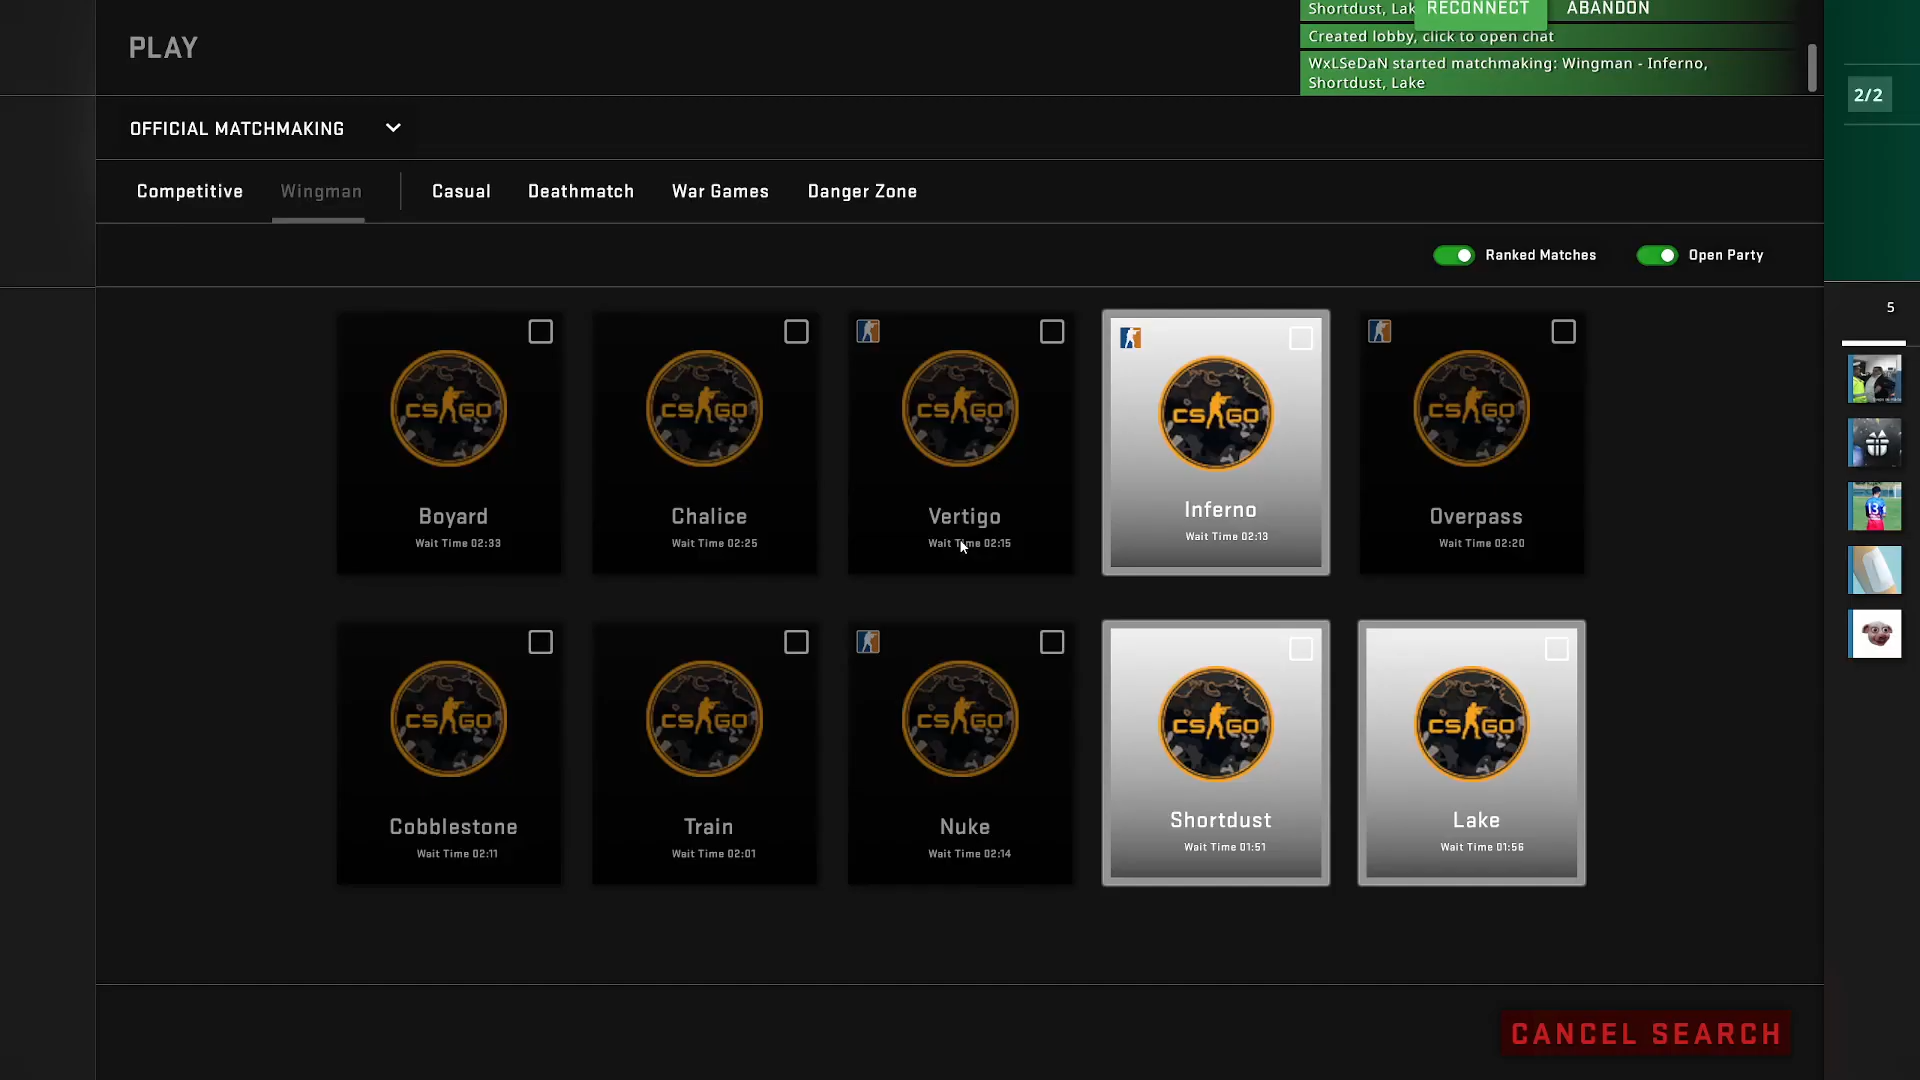 Shortdust, Lak
RECONNECT
ABANDON
PLAY
Created lobby, click to open chat
WxLSeDaN started matchmaking: Wingman - Inferno,
Shortdust, Lake
2/2
OFFICIAL MATCHMAKING
Competitive
Wingman
Casual
Deathmatch
War Games
Danger Zone
Ranked Matches
Open Party
5
CS GO
CS GO
CS GO
CS GO
CS GO
Boyard
Chalice
Vertigo
Inferno
Overpass
Wait Time 02:33
Wait Time 02:25
Wait Time 02:15
Wait Time 02:13
Wait Time 02:20
CS GO
CS GO
CS GO
CS GO
CS GO
Cobblestone
Train
Nuke
Shortdust
Lake
Wait Time 02:11
Wait Time 02:01
Wait Time 02:14
Wait Time 01:51
Wait Time 01:56
CANCEL SEARCH